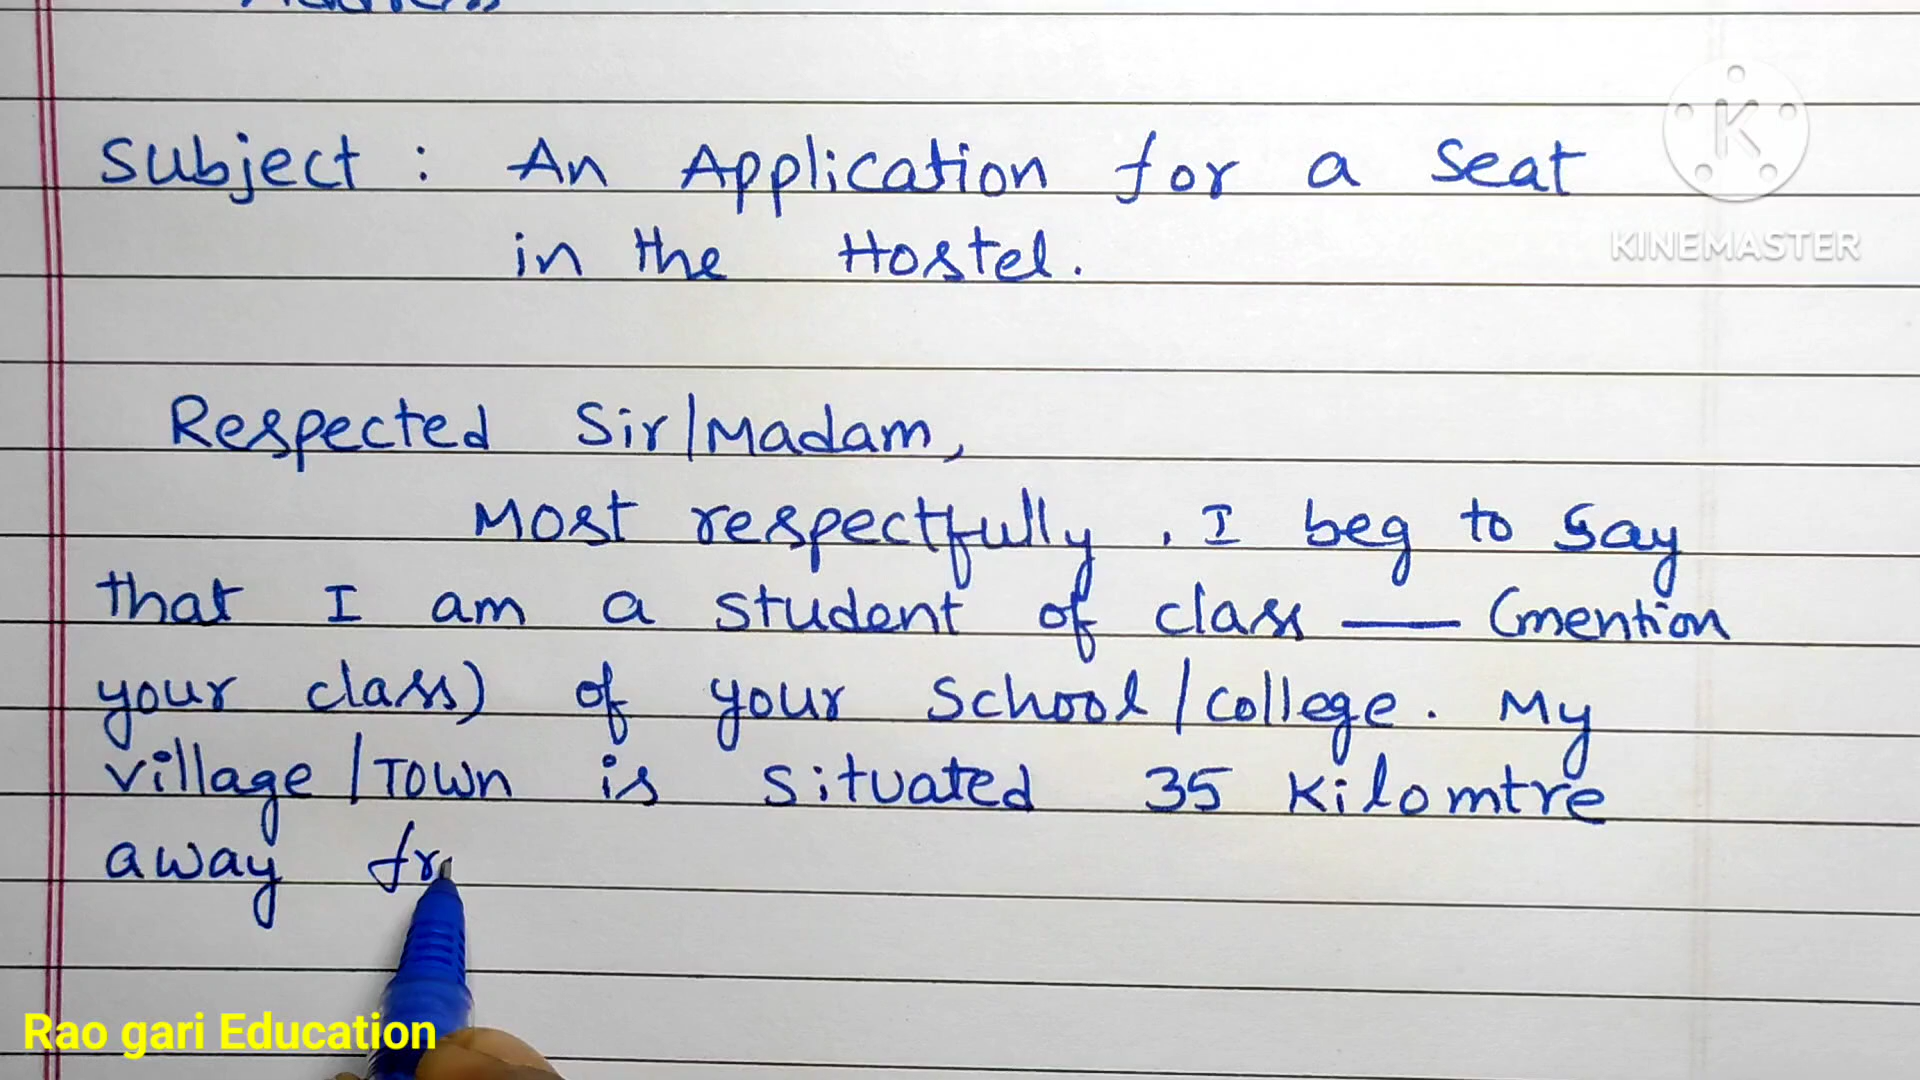 Subject : An Application for a Seat
in the Hostel.
K
KINEMASTER
Respected Sir/Madam,
Most respectfully, I beg to say
that I am a student of class — (mention
your class) of your School/college. My
village/Town is situated 35 Kilomtre
away fr
Rao gari Education